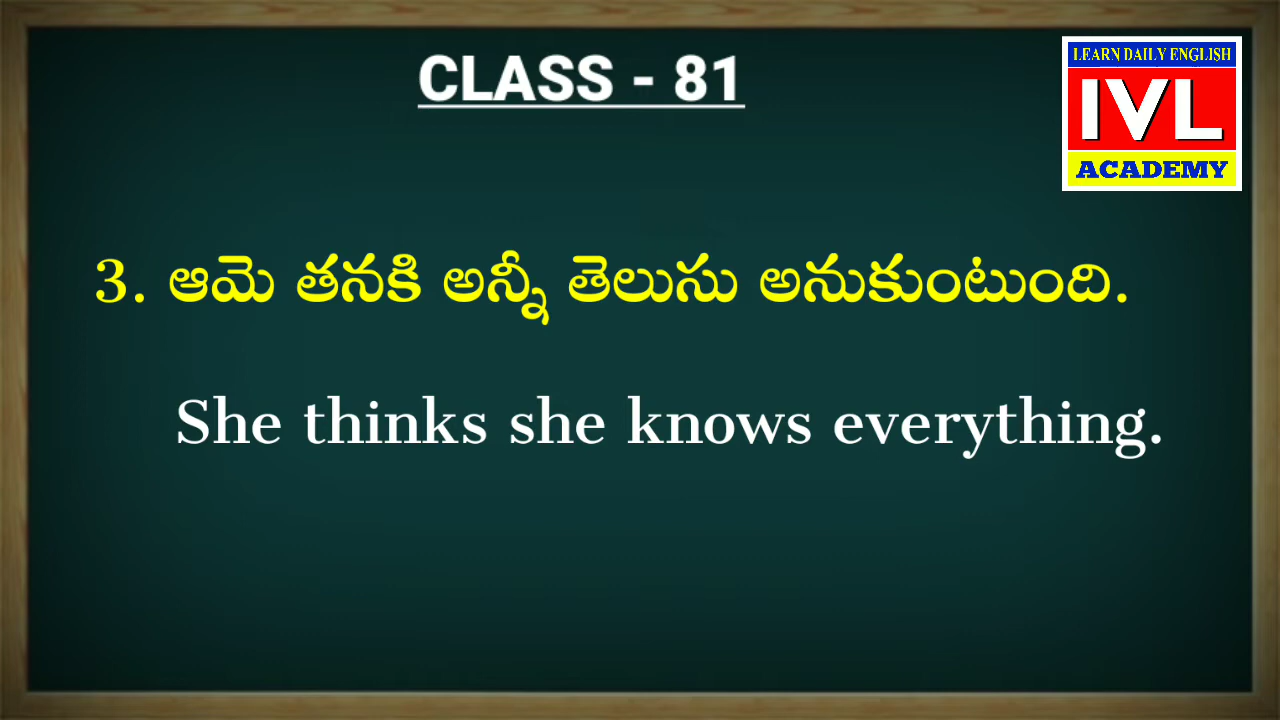 CLASS - 81
LEARN DAILY ENGLISH
IVL
ACADEMY
3. ఆమె తనకి అన్నీ తెలుసు అనుకుంటుంది.
She thinks she knows everything.